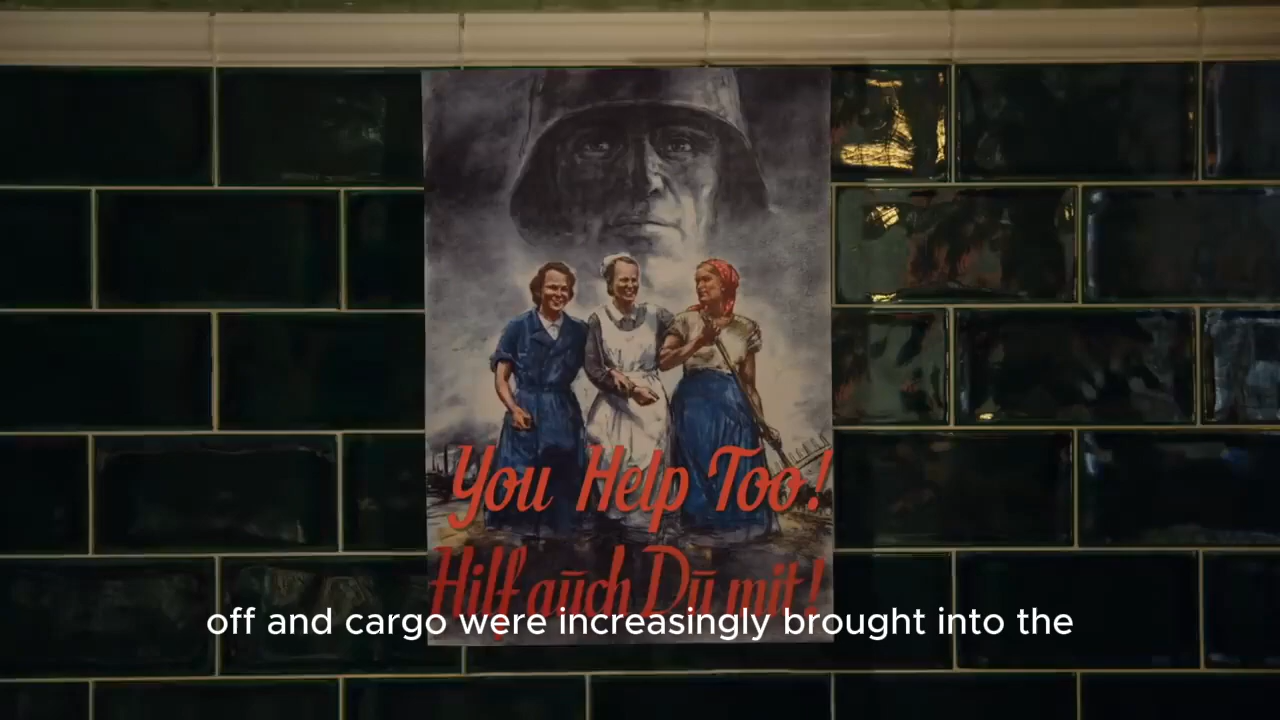 You Help Too!
Hilf auch Du mit!
off and cargo were increasingly brought into the